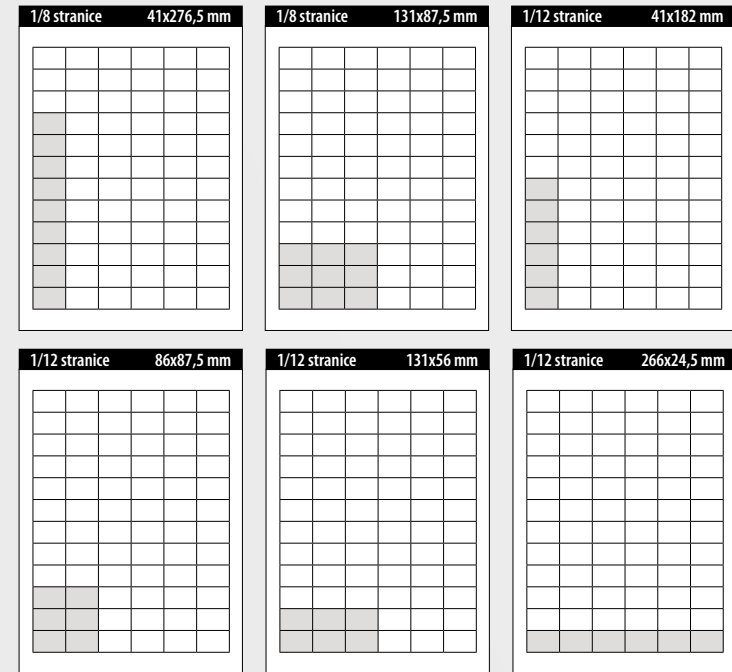 1/8 stranice 41x276,5 mm
1/8 stranice 131x87,5 mm
1/12 stranice 41x182 mm
1/12 stranice 86x87,5 mm
1/12 stranice 131x56 mm
1/12 stranice 266x24,5 mm